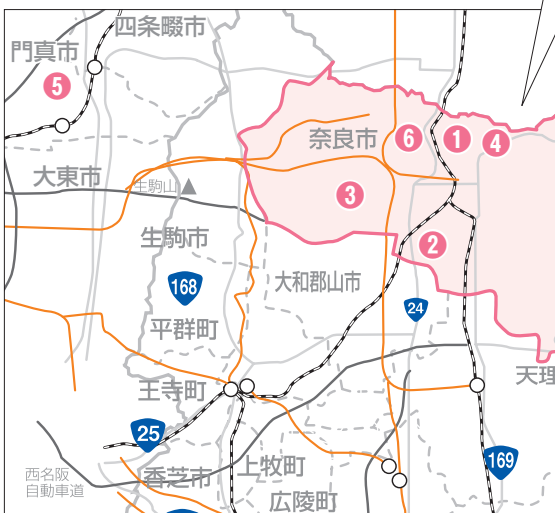 四条畷市
門真市
5
奈良市
6
1
4
大東市
生駒山
3
生駒市
2
大和郡山市
168
24
平群町
天理
王寺町
25
169
西名阪
自動車道
香芝市
上牧町
広陵町